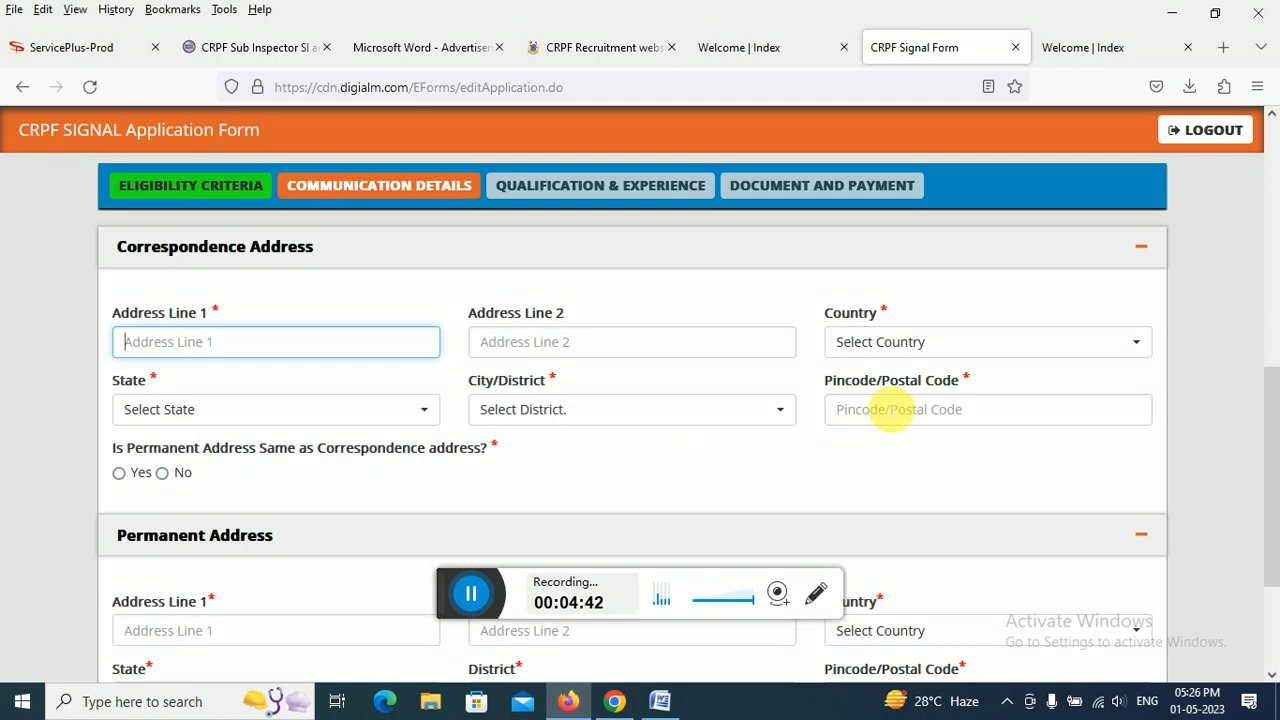 File Edit View History Bookmarks Tools Help
ServicePlus-Prod
CRPF Sub Inspector SI a
Microsoft Word - Advertisen
CRPF Recruitment webs
Welcome | Index
CRPF Signal Form
Welcome | Index
https://cdn.digialm.com/EForms/editApplication.do
CRPF SIGNAL Application Form
LOGOUT
ELIGIBILITY CRITERIA
COMMUNICATION DETAILS
QUALIFICATION & EXPERIENCE
DOCUMENT AND PAYMENT
Correspondence Address
Address Line 1 * Address Line 2 Country *
Address Line 1 Address Line 2 Select Country
State * City/District * Pincode/Postal Code *
Select State Select District. Pincode/Postal Code
Is Permanent Address Same as Correspondence address? *
Yes No
Permanent Address
Recording...
00:04:42
Address Line 1*
Address Line 1 Address Line 2 Select Country
Activate Windows
Go to Settings to activate Windows.
State* District* Pincode/Postal Code*
Type here to search
28°C Haze
ENG
05:26 PM
01-05-2023